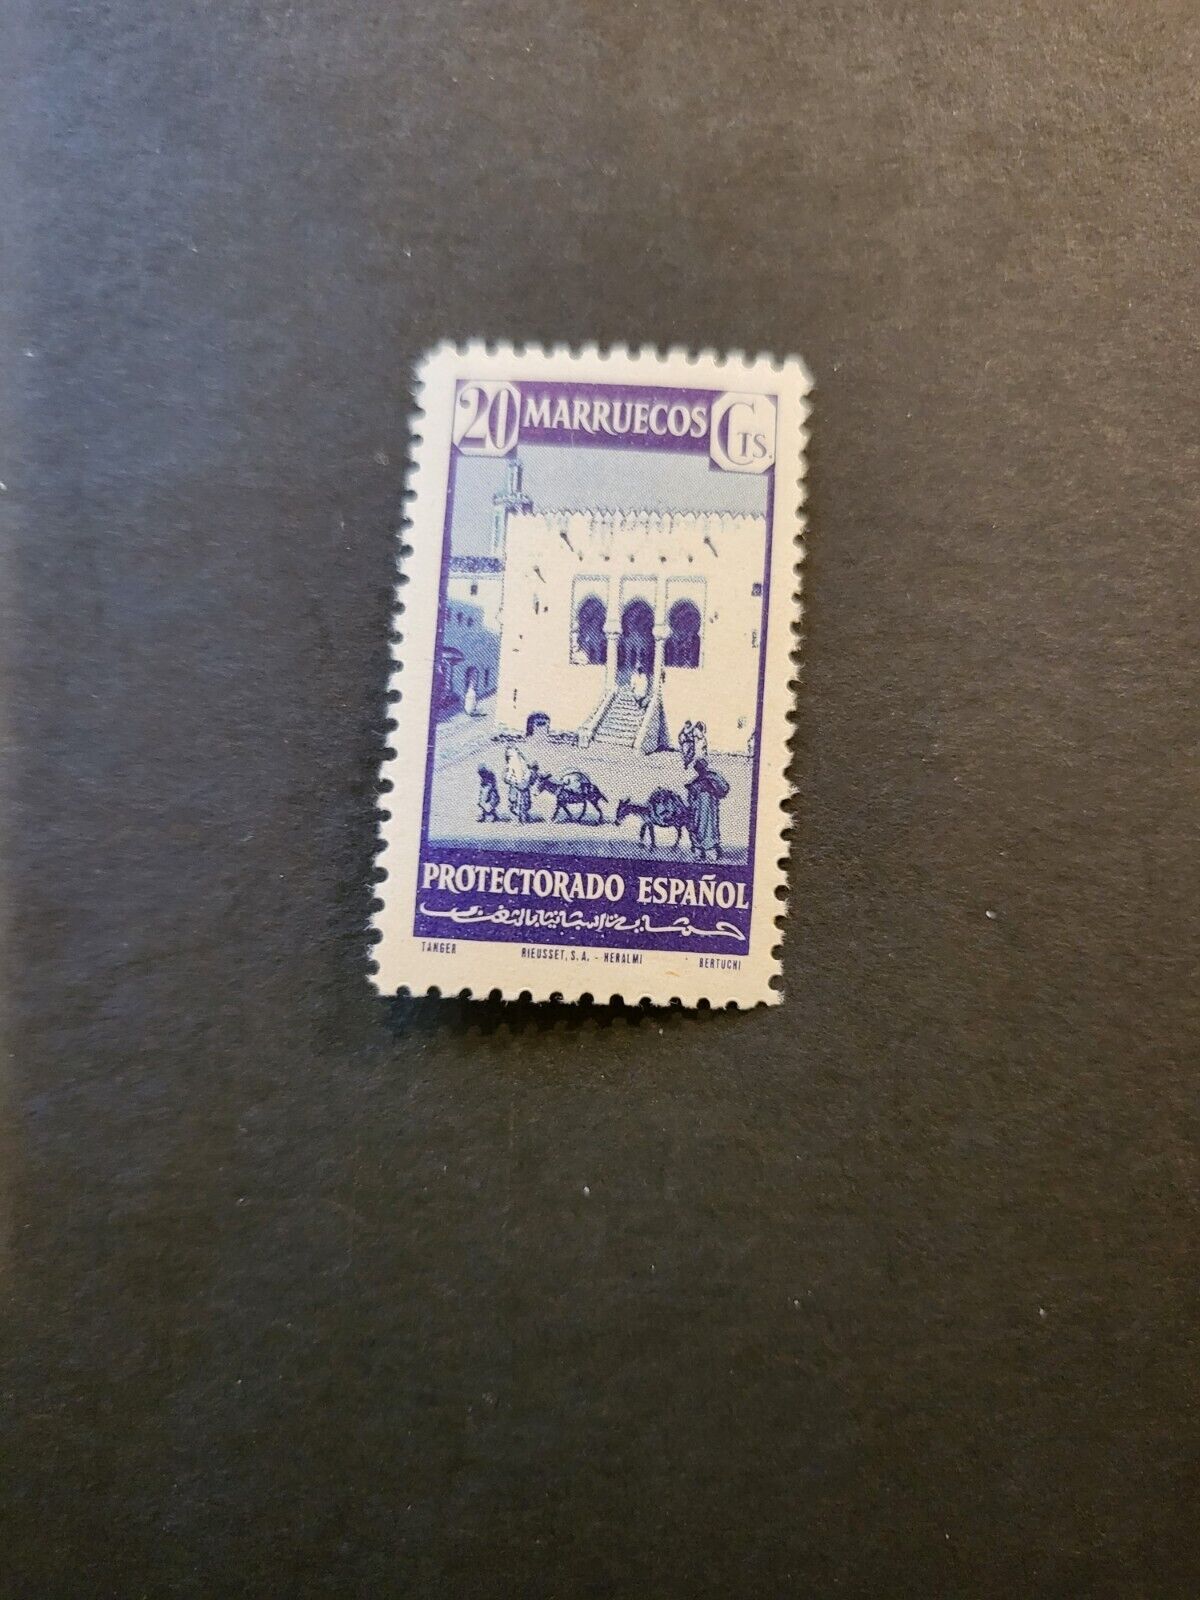 20 MARRUECOS CTS.
PROTECTORADO ESPAÑOL
TANGER RIEUSSET, S.A. - HERALMI BERTUCHI